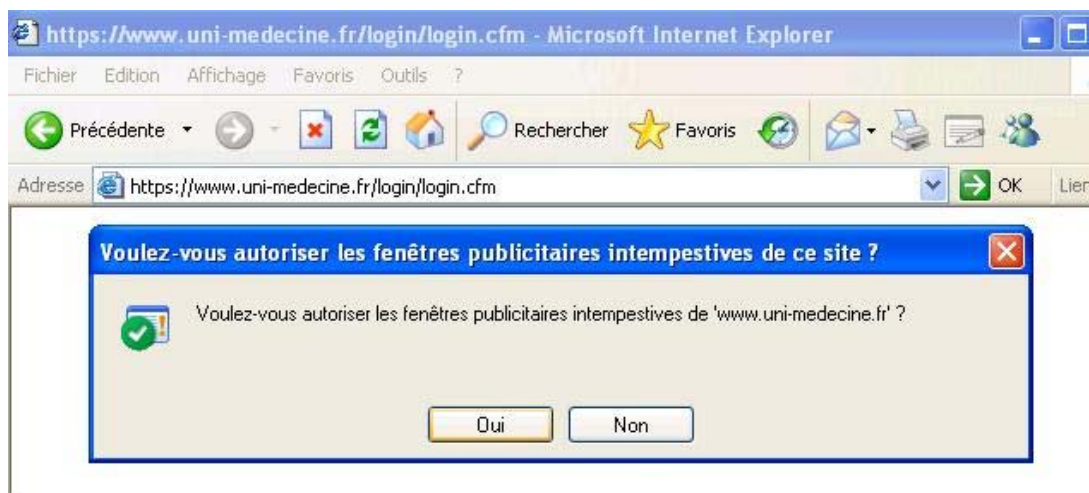 https://www.uni-medecine.fr/login/login.cfm - Microsoft Internet Explorer
Fichier Edition Affichage Favoris Outils ?
Précédente Rechercher Favoris
Adresse https://www.uni-medecine.fr/login/login.cfm OK Lien
Voulez-vous autoriser les fenêtres publicitaires intempestives de ce site ?
Voulez-vous autoriser les fenêtres publicitaires intempestives de 'www.uni-medecine.fr' ?
Oui Non